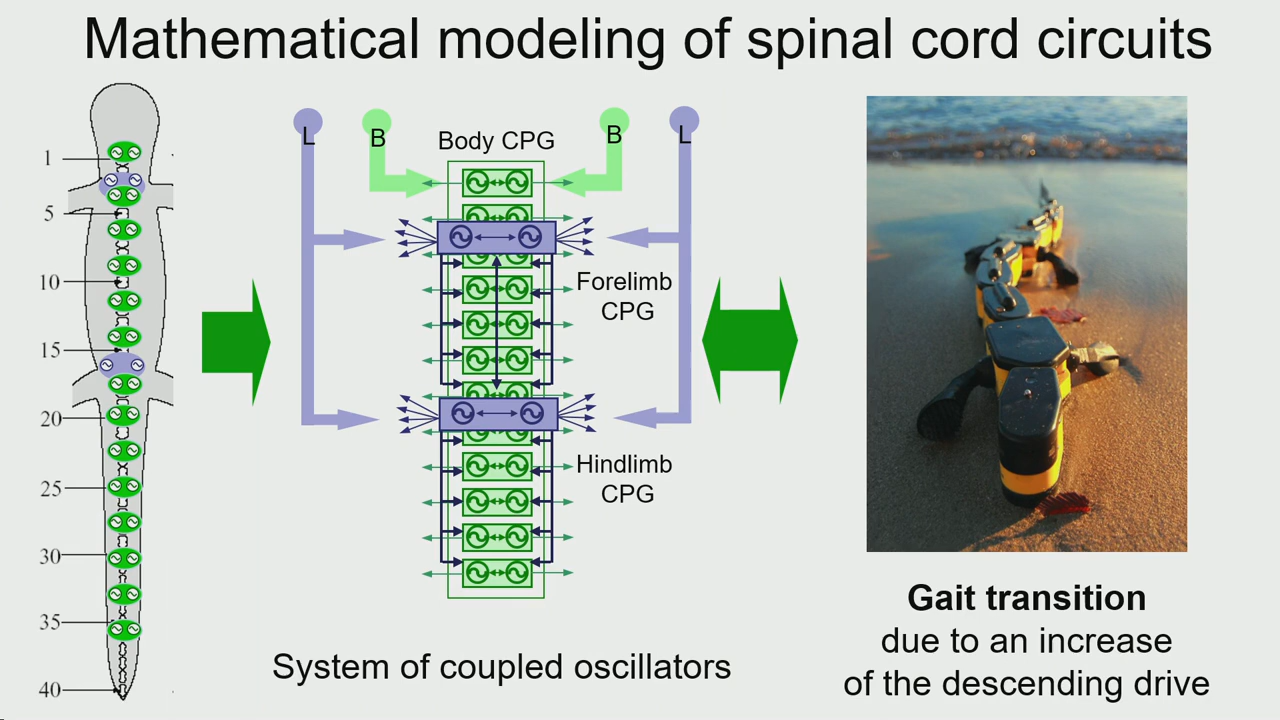 Mathematical modeling of spinal cord circuits
1
5
10
15
20
25
30
35
40
L
B
Body CPG
B
L
Forelimb
CPG
Hindlimb
CPG
System of coupled oscillators
Gait transition
due to an increase
of the descending drive